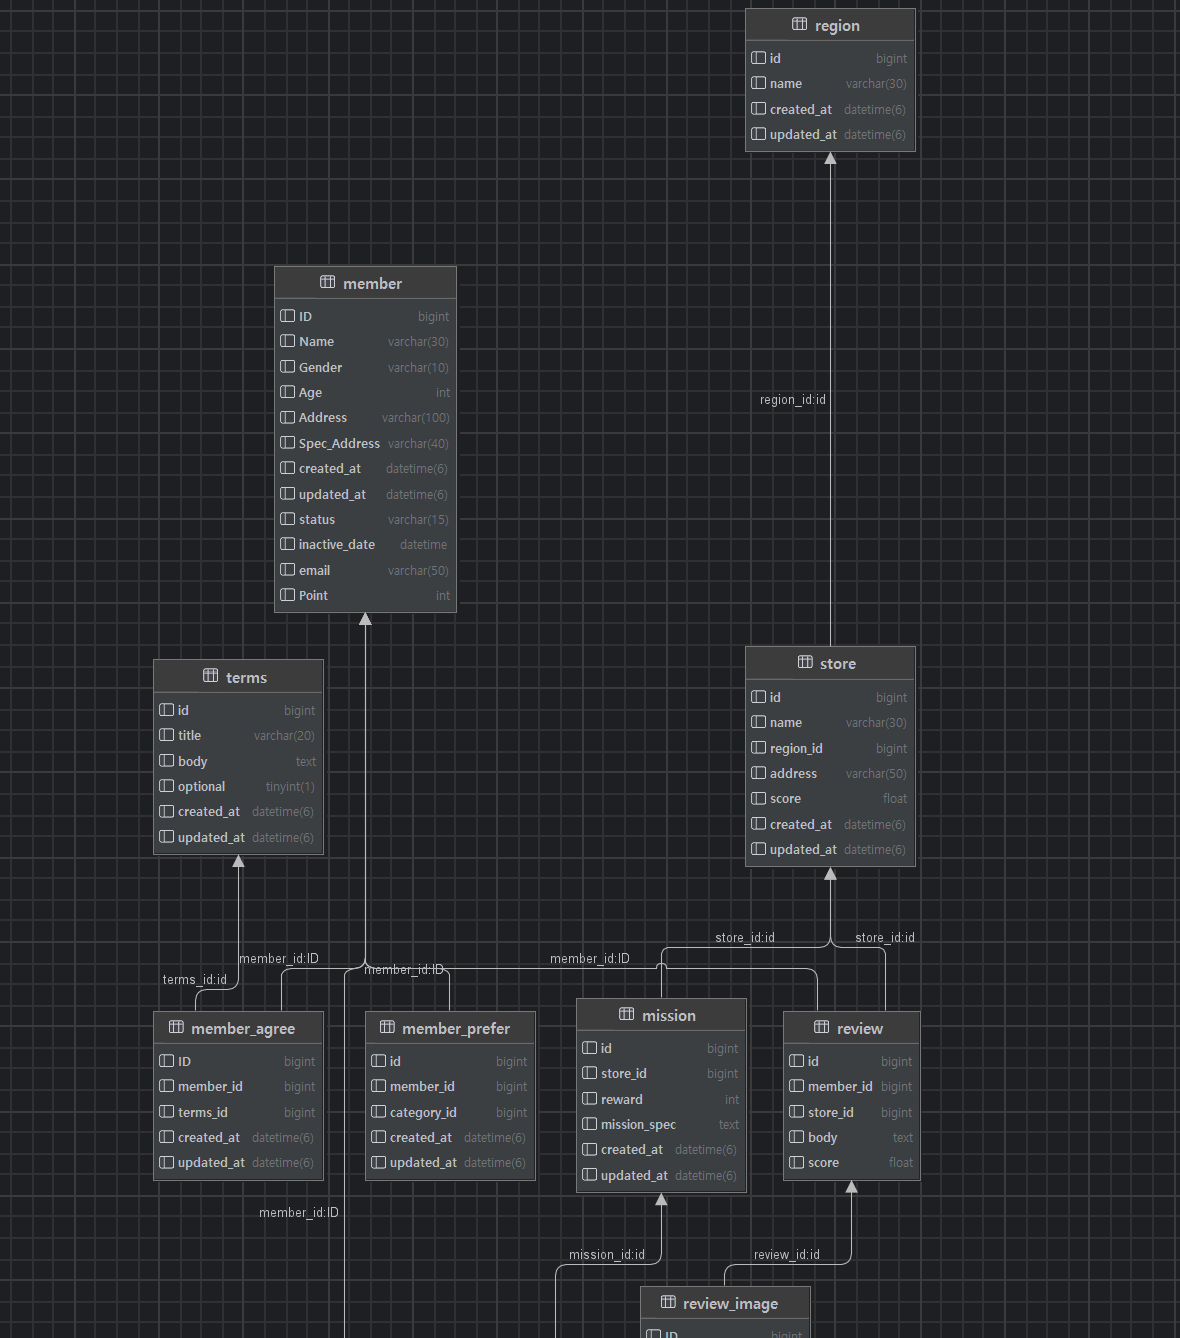 region
id bigint
name varchar(30)
created_at datetime(6)
updated_at datetime(6)
member
ID bigint
Name varchar(30)
Gender varchar(10)
Age int
Address varchar(100)
Spec_Address varchar(40)
created_at datetime(6)
updated_at datetime(6)
status varchar(15)
inactive_date datetime
email varchar(50)
Point int
region_id:id
terms
id bigint
title varchar(20)
body text
optional tinyint(1)
created_at datetime(6)
updated_at datetime(6)
store
id bigint
name varchar(30)
region_id bigint
address varchar(50)
score float
created_at datetime(6)
updated_at datetime(6)
store_id:id
store_id:id
member_id:ID
member_id:ID
member_id:ID
terms_id:id
member_agree
ID bigint
member_id bigint
terms_id bigint
created_at datetime(6)
updated_at datetime(6)
member_prefer
id bigint
member_id bigint
category_id bigint
created_at datetime(6)
updated_at datetime(6)
mission
id bigint
store_id bigint
reward int
mission_spec text
created_at datetime(6)
updated_at datetime(6)
review
id bigint
member_id bigint
store_id bigint
body text
score float
member_id:ID
mission_id:id
review_id:id
review_image
ID bigint